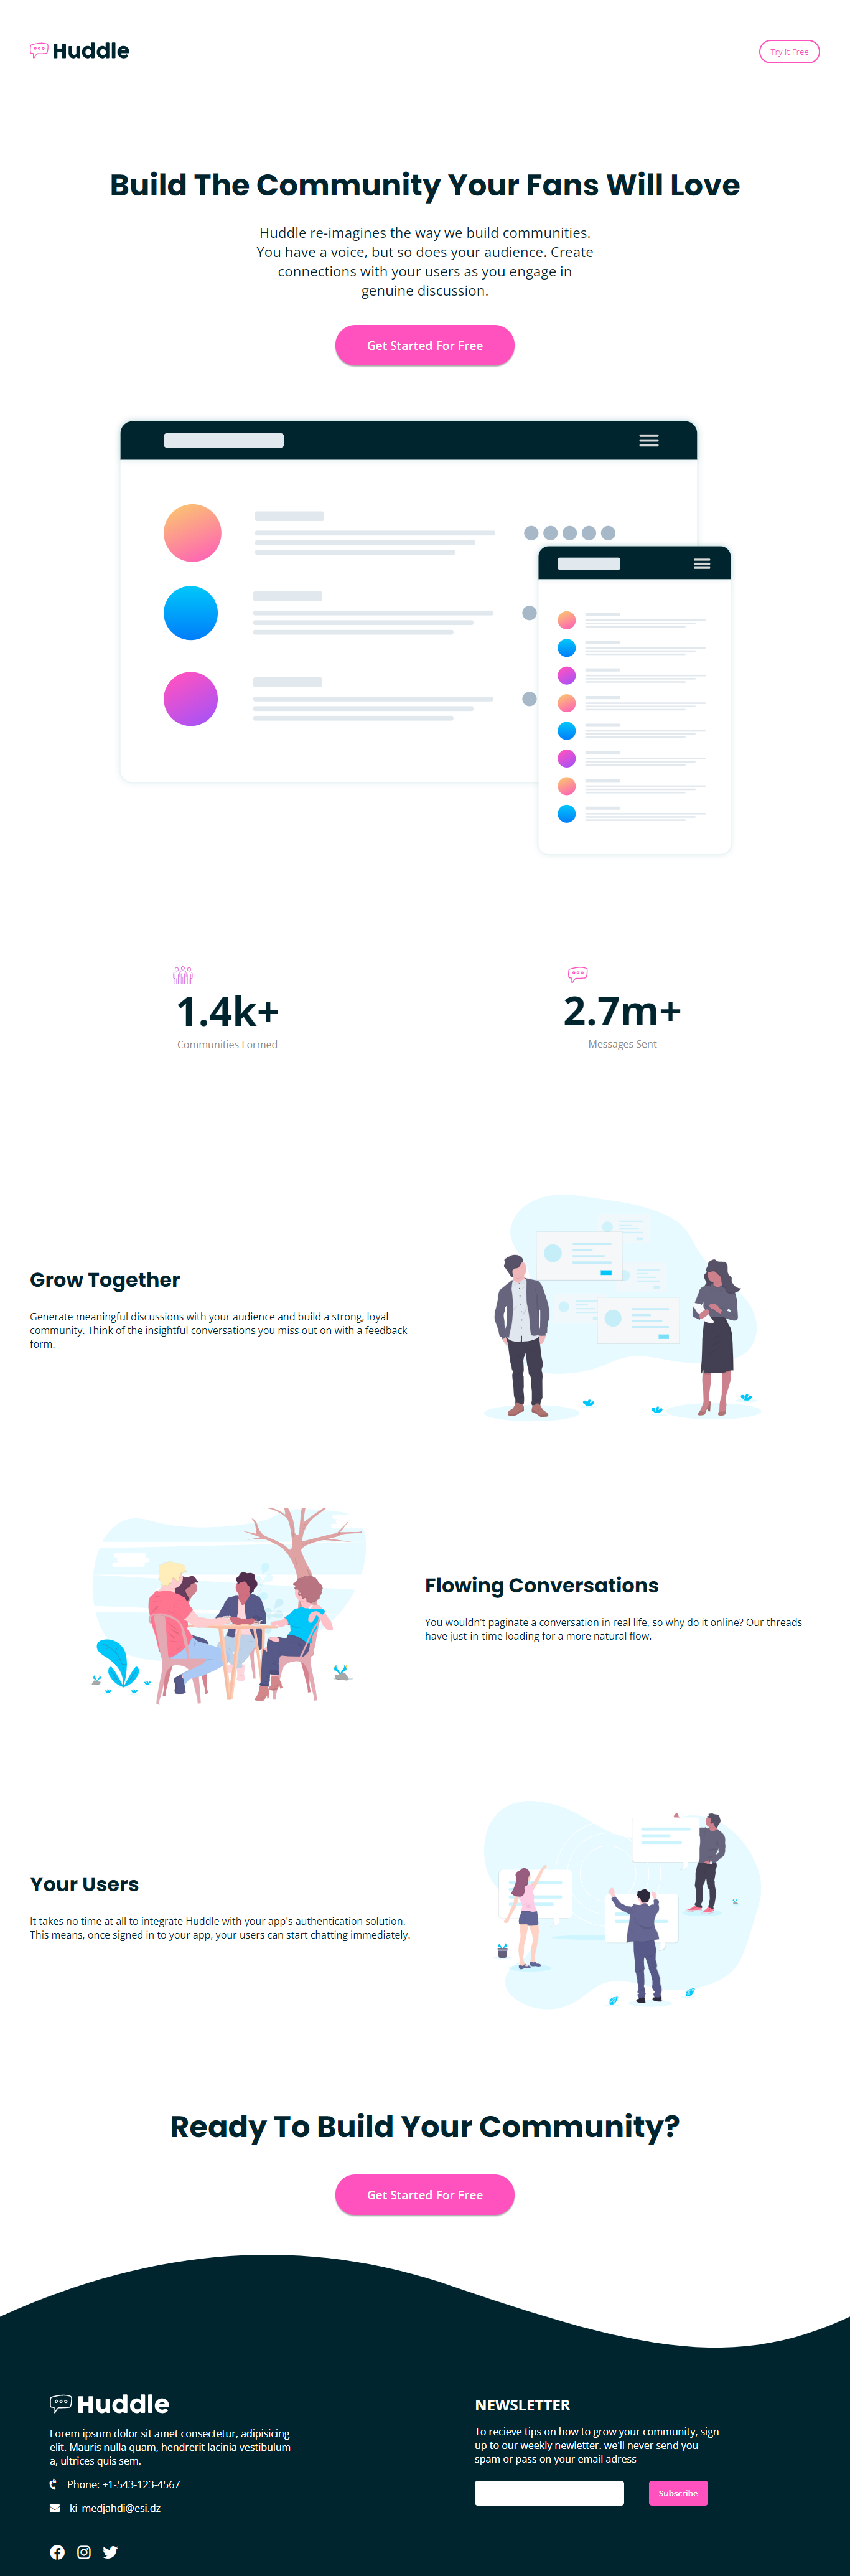 Huddle
Try It Free
Build The Community Your Fans Will Love
Huddle re-imagines the way we build communities.
You have a voice, but so does your audience. Create
connections with your users as you engage in
genuine discussion.
Get Started For Free
1.4k+
Communities Formed
2.7m+
Messages Sent
Grow Together
Generate meaningful discussions with your audience and build a strong, loyal
community. Think of the insightful conversations you miss out on with a feedback
form.
Flowing Conversations
You wouldn't paginate a conversation in real life, so why do it online? Our threads
have just-in-time loading for a more natural flow.
Your Users
It takes no time at all to integrate Huddle with your app's authentication solution.
This means, once signed in to your app, your users can start chatting immediately.
Ready To Build Your Community?
Get Started For Free
Huddle
Lorem ipsum dolor sit amet consectetur, adipisicing
elit. Mauris nulla quam, hendrerit lacinia vestibulum
a, ultrices quis sem.
Phone: +1-543-123-4567
ki_medjahdi@esi.dz
NEWSLETTER
To recieve tips on how to grow your community, sign
up to our weekly newletter. we'll never send you
spam or pass on your email adress
Subscribe